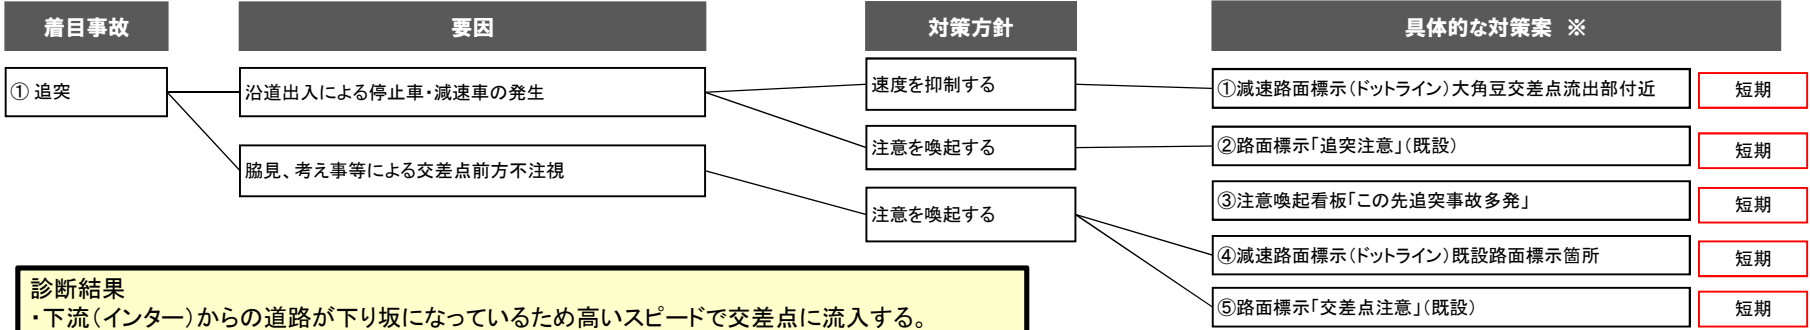 着目事故
要因
対策方針
具体的な対策案 ※
① 追突
沿道出入による停止車・減速車の発生
脇見、考え事等による交差点前方不注視
速度を抑制する
注意を喚起する
注意を喚起する
①減速路面標示(ドットライン)大角豆交差点流出部付近
短期
②路面標示「追突注意」(既設)
短期
③注意喚起看板「この先追突事故多発」
短期
④減速路面標示(ドットライン)既設路面標示箇所
短期
⑤路面標示「交差点注意」(既設)
短期
診断結果
・下流(インター)からの道路が下り坂になっているため高いスピードで交差点に流入する。